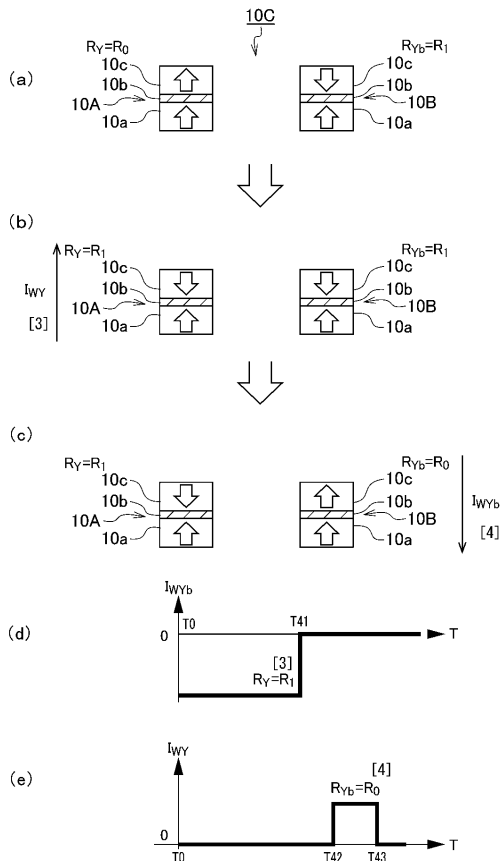 10C
R_Y=R_0 R_Yb=R_1
10c 10c
(a) 10b 10b
10A 10B
10a 10a
(b)
R_Y=R_1 R_Yb=R_1
10c 10c
I_WY 10b 10b
10A 10B
[3] 10a 10a
(c)
R_Y=R_1 R_Yb=R_0
10c 10c
10b 10b I_WYb
10A 10B
10a 10a [4]
I_WYb
(d) 0 T0 T41 T
[3]
R_Y=R_1
(e) I_WY [4]
R_Yb=R_0
0
T0 T42 T43 T